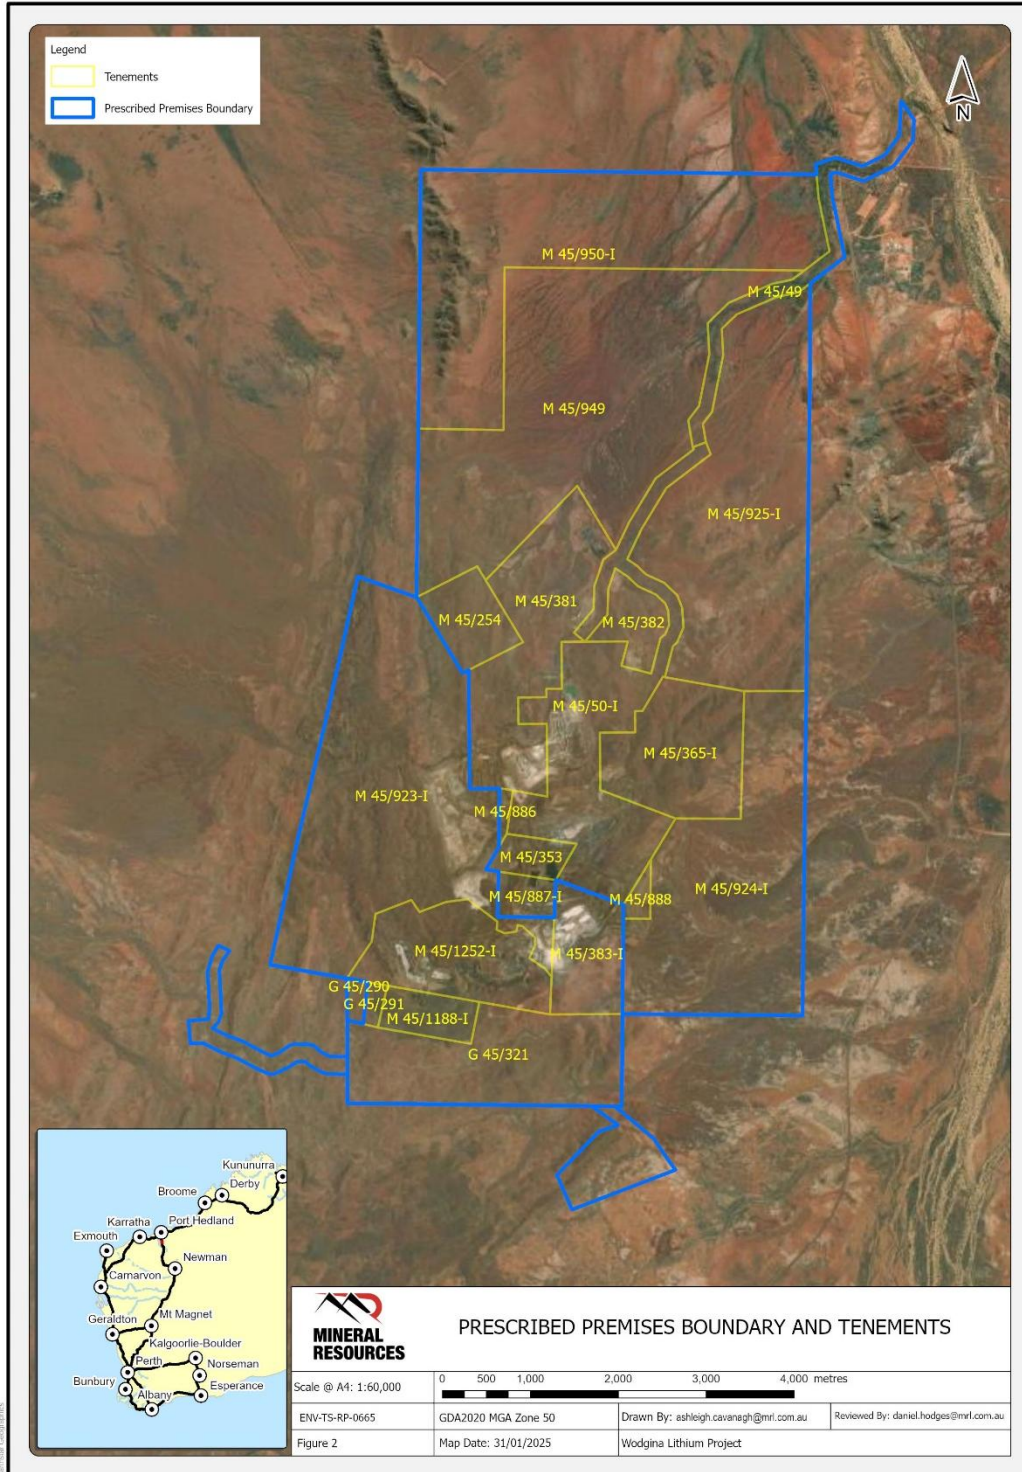 Legend
Tenements
Prescribed Premises Boundary
N
M 45/950-I
M 45/49
M 45/949
M 45/925-I
M 45/381
M 45/254
M 45/382
M 45/50-I
M 45/365-I
M 45/923-I
M 45/886
M 45/353
M 45/924-I
M 45/887-I
M 45/888
M 45/1252-I
M 45/383-I
G 45/290
G 45/291
M 45/1188-I
G 45/321
Kununurra
Derby
Broome
Port Hedland
Karratha
Exmouth
Newman
Carnarvon
Mt Magnet
Geraldton
Kalgoorlie-Boulder
Perth
Norseman
Bunbury
Esperance
Albany
MINERAL
RESOURCES
PRESCRIBED PREMISES BOUNDARY AND TENEMENTS
Scale @ A4: 1:60,000
0 500 1,000 2,000 3,000 4,000 metres
ENV-TS-RP-0665
GDA2020 MGA Zone 50
Drawn By: ashleigh.cavanagh@mrl.com.au
Reviewed By: daniel.hodges@mrl.com.au
Figure 2
Map Date: 31/01/2025
Wodgina Lithium Project